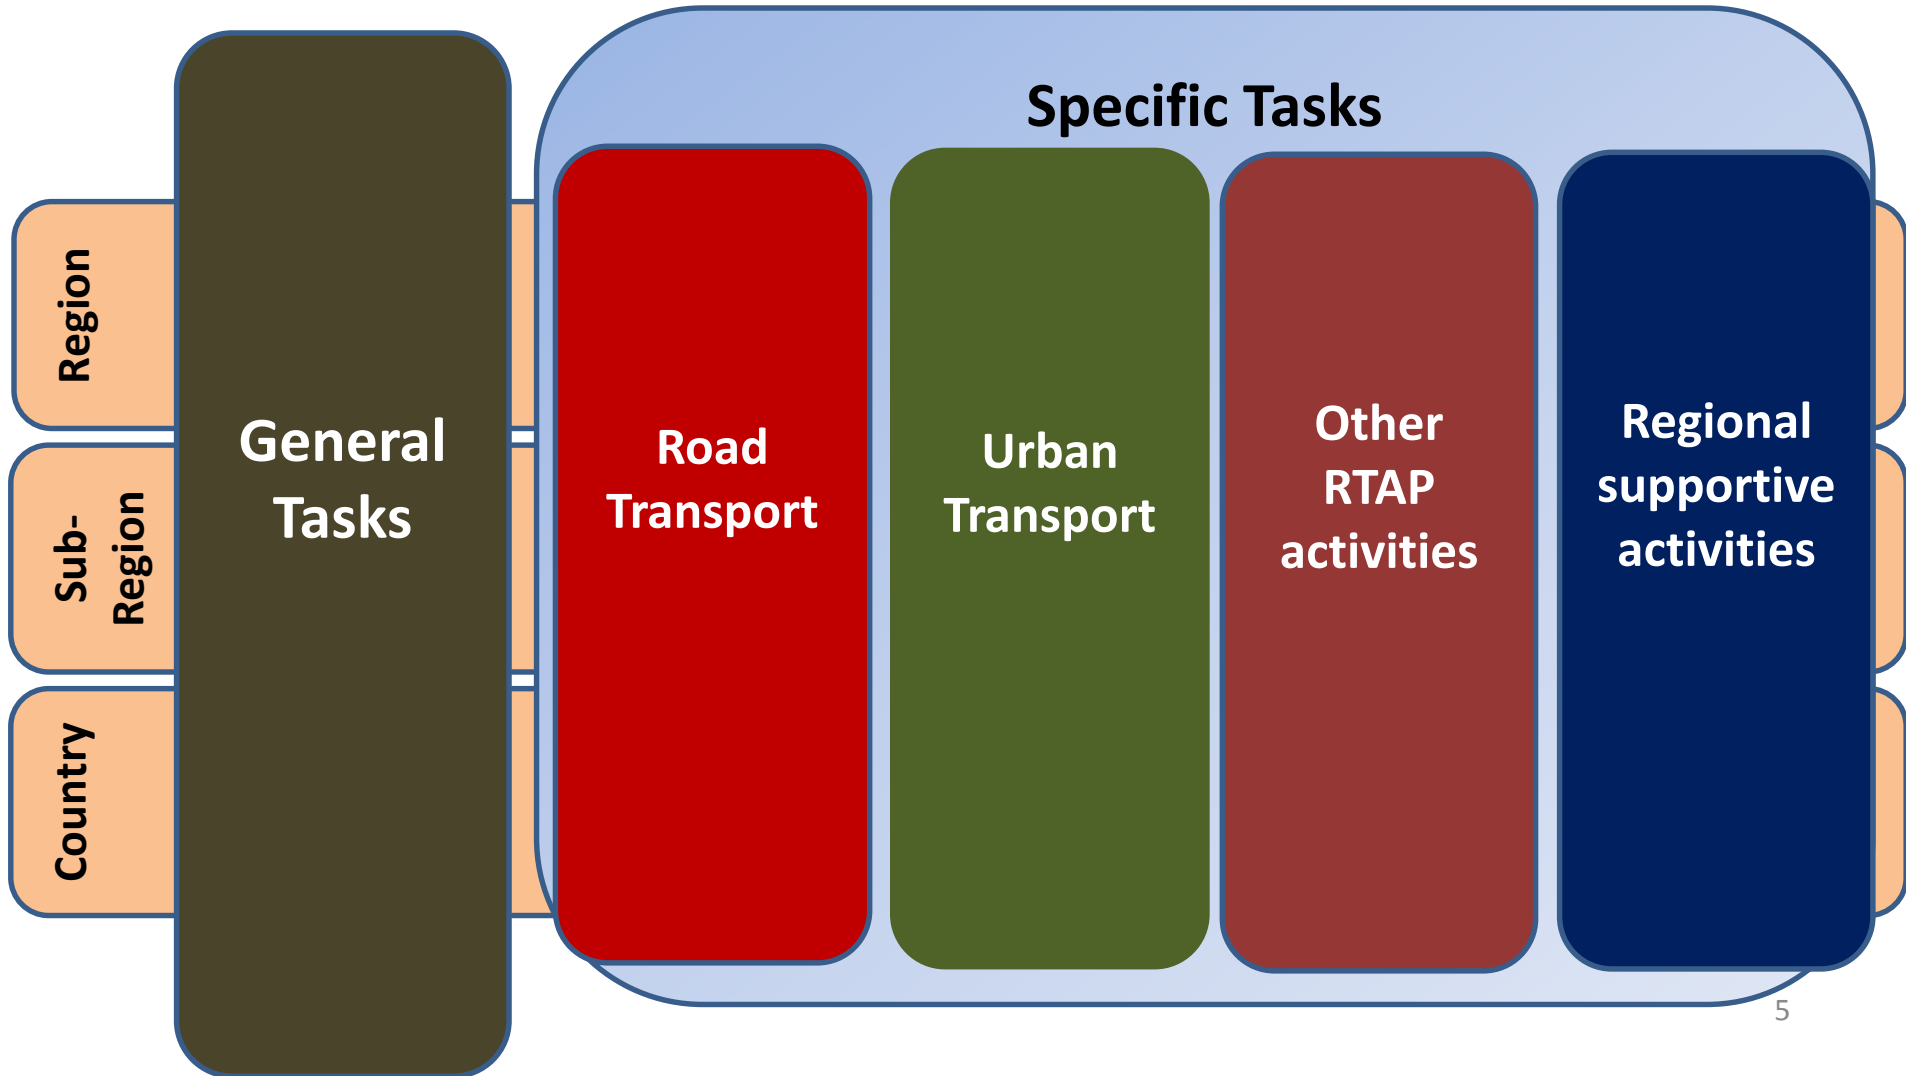 Specific Tasks
Region
Sub-
Region
Country
General
Tasks
Road
Transport
Urban
Transport
Other
RTAP
activities
Regional
supportive
activities
5